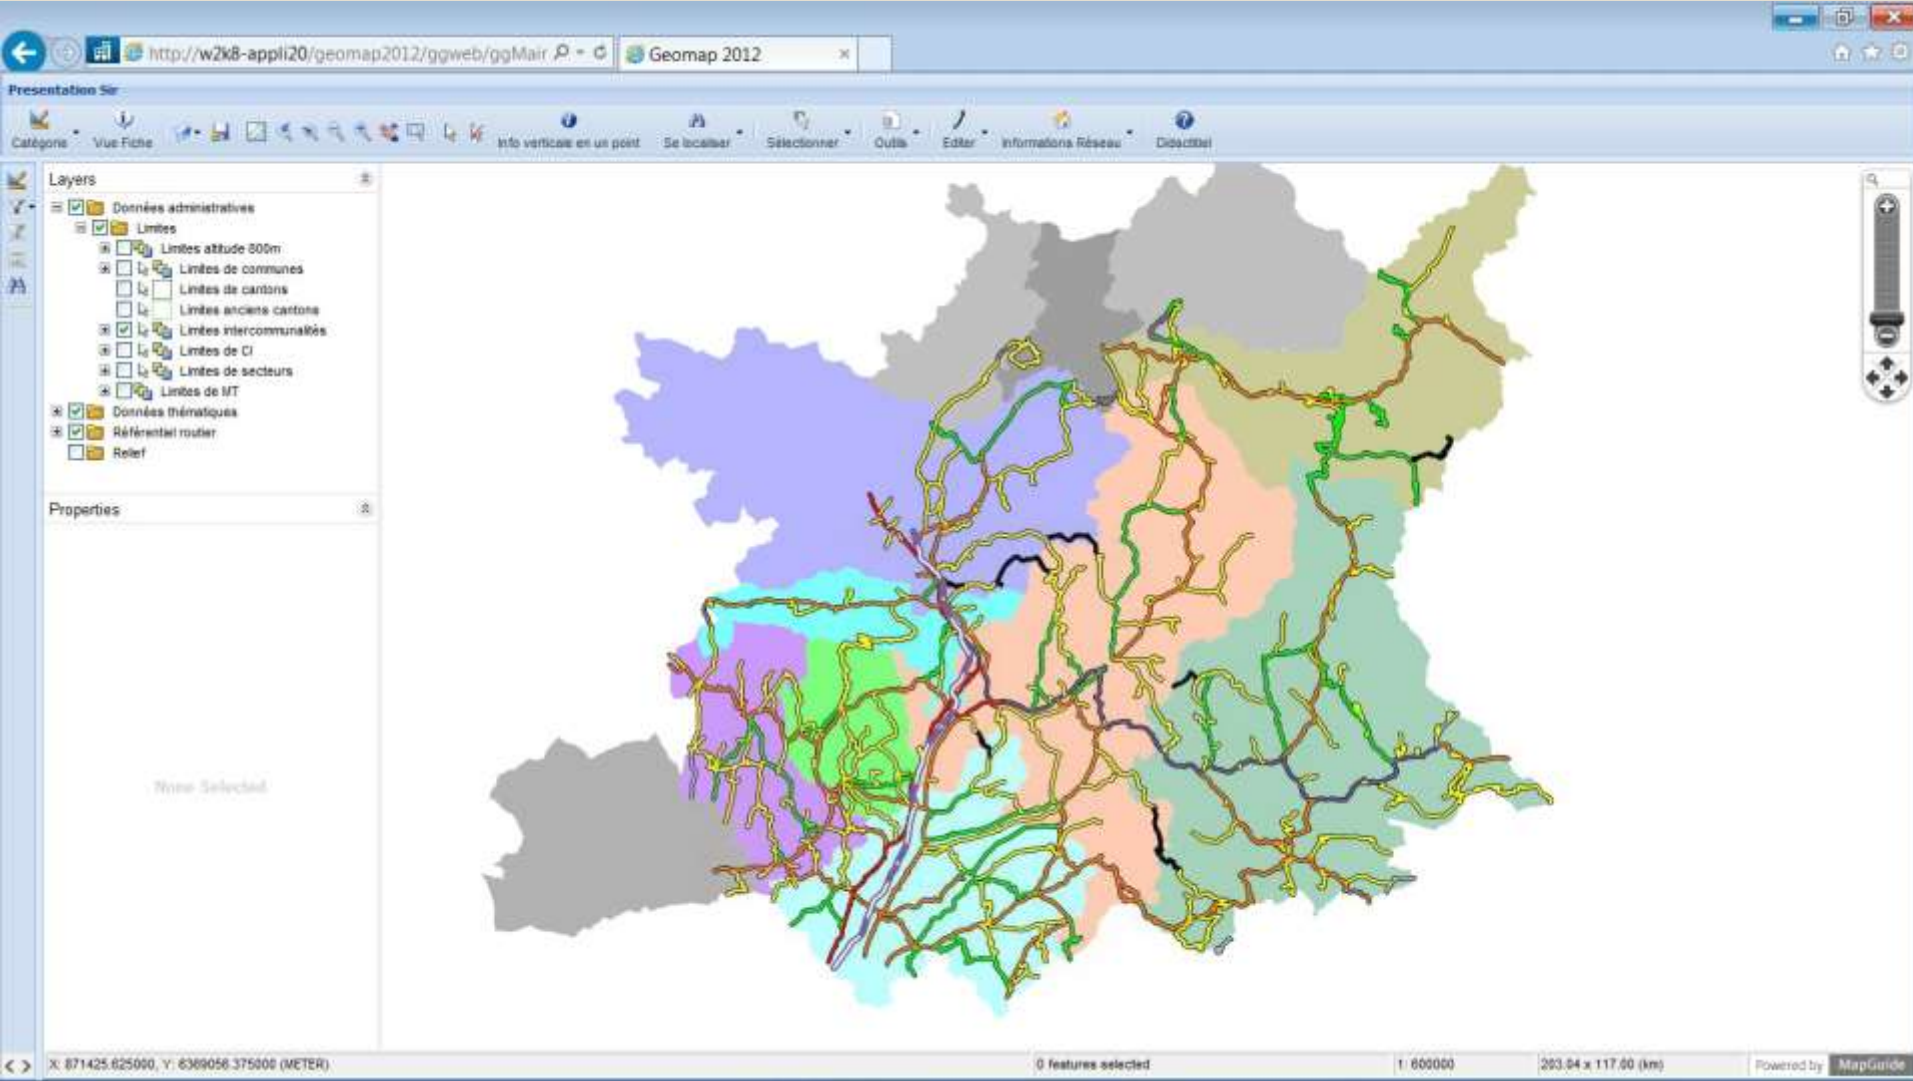 http://w2k8-appli20/geomap2012/ggweb/ggMair
Geomap 2012
Presentation Sir
Catégorie
Vue Fiche
Info verticale en un point
Se localiser
Sélectionner
Outils
Editer
Informations Réseau
Didactitiel
Layers
Données administratives
Limites
Limites altitude 800m
Limites de communes
Limites de cantons
Limites anciens cantons
Limites intercommunalités
Limites de CI
Limites de secteurs
Limites de MT
Données thématiques
Référentiel routier
Relief
Properties
None Selected
X: 871425.625000, Y: 6369056.375000 (METER)
0 features selected
1: 600000
203.04 x 117.00 (km)
Powered by MapGuide